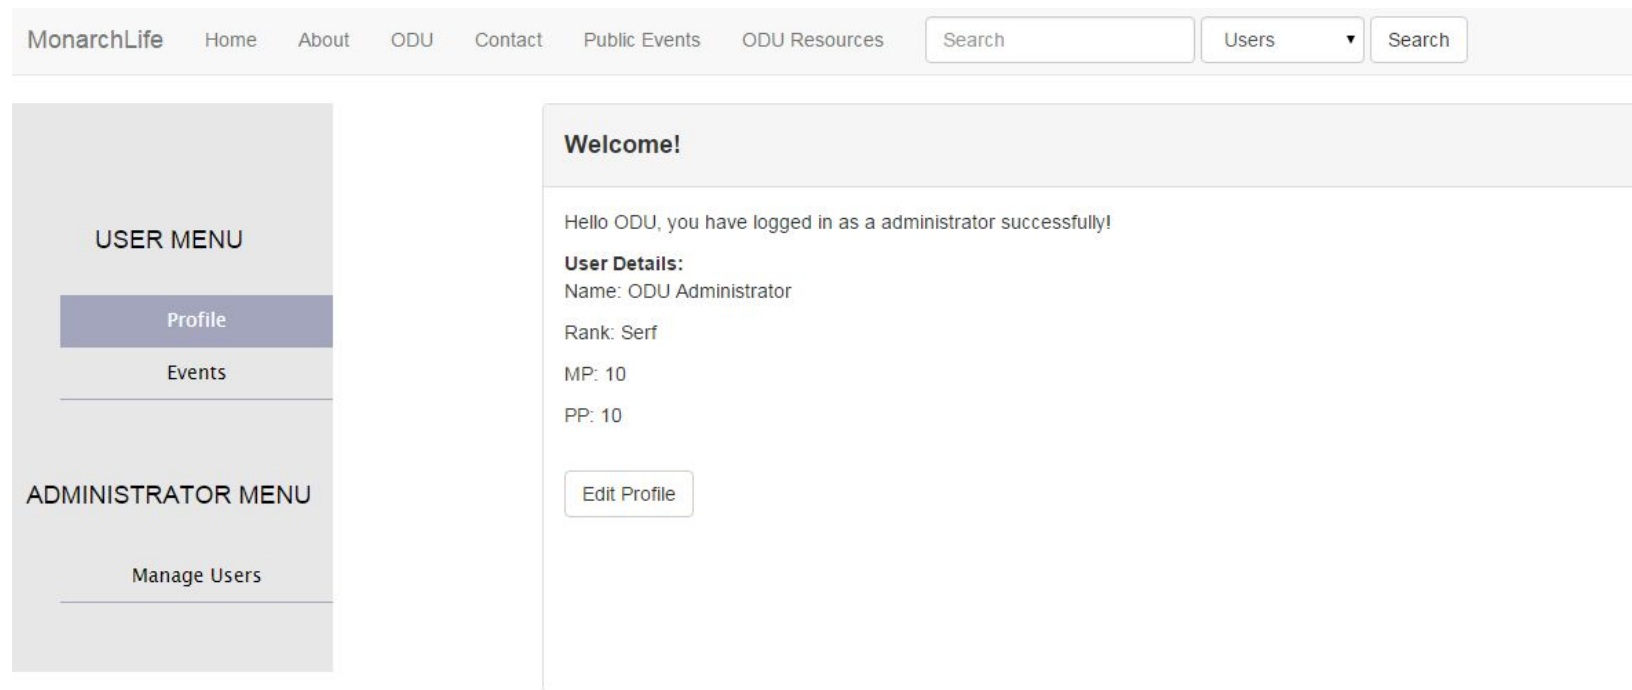 MonarchLife Home About ODU Contact Public Events ODU Resources Search Users Search
USER MENU
Profile
Events
ADMINISTRATOR MENU
Manage Users
Welcome!
Hello ODU, you have logged in as a administrator successfully!
User Details:
Name: ODU Administrator
Rank: Serf
MP: 10
PP: 10
Edit Profile